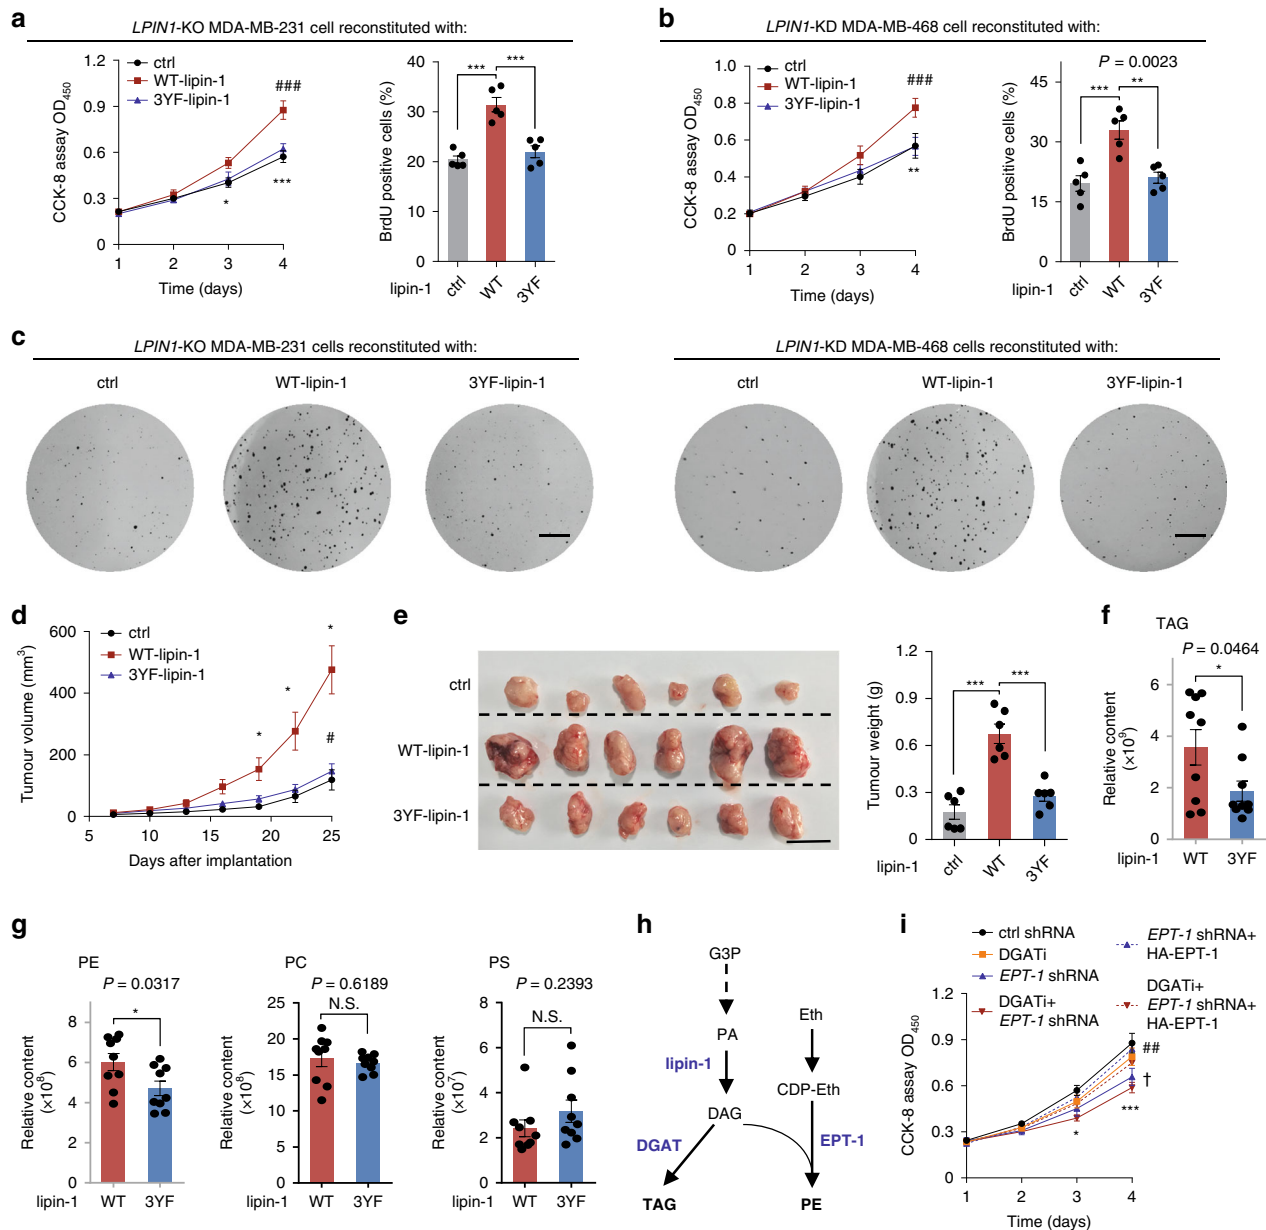 a
LPIN1-KO MDA-MB-231 cell reconstituted with:
ctrl
WT-lipin-1
3YF-lipin-1
CCK-8 assay OD450
1.2
0.9
0.6
0.3
0
###
***
*
1 2 3 4
Time (days)
BrdU positive cells (%)
40
30
20
10
0
*** ***
lipin-1 ctrl WT 3YF
b
LPIN1-KD MDA-MB-468 cell reconstituted with:
ctrl
WT-lipin-1
3YF-lipin-1
CCK-8 assay OD450
1.0
0.8
0.6
0.4
0.2
0
###
**
1 2 3 4
Time (days)
P = 0.0023
BrdU positive cells (%)
45
30
15
0
*** **
lipin-1 ctrl WT 3YF
c
LPIN1-KO MDA-MB-231 cells reconstituted with:
ctrl WT-lipin-1 3YF-lipin-1
LPIN1-KD MDA-MB-468 cells reconstituted with:
ctrl WT-lipin-1 3YF-lipin-1
d
ctrl
WT-lipin-1
3YF-lipin-1
Tumour volume (mm3)
600
400
200
0
* * *
#
5 10 15 20 25
Days after implantation
e
ctrl
WT-lipin-1
3YF-lipin-1
Tumour weight (g)
1.2
0.9
0.6
0.3
0
*** ***
lipin-1 ctrl WT 3YF
f
TAG
P = 0.0464
*
Relative content
(×10^9)
6
4
2
0
lipin-1 WT 3YF
g
PE
P = 0.0317
*
Relative content
(×10^8)
8
6
4
2
0
lipin-1 WT 3YF
PC
P = 0.6189
N.S.
Relative content
(×10^8)
25
20
15
10
5
0
WT 3YF
PS
P = 0.2393
N.S.
Relative content
(×10^7)
8
6
4
2
0
lipin-1 WT 3YF
h
G3P
PA
Eth
lipin-1
CDP-Eth
DAG
DGAT
EPT-1
TAG
PE
i
ctrl shRNA
DGATi
EPT-1 shRNA
DGATi+
EPT-1 shRNA
EPT-1 shRNA+
HA-EPT-1
DGATi+
EPT-1 shRNA+
HA-EPT-1
CCK-8 assay OD450
1.2
0.9
0.6
0.3
0
##
†
***
*
1 2 3 4
Time (days)